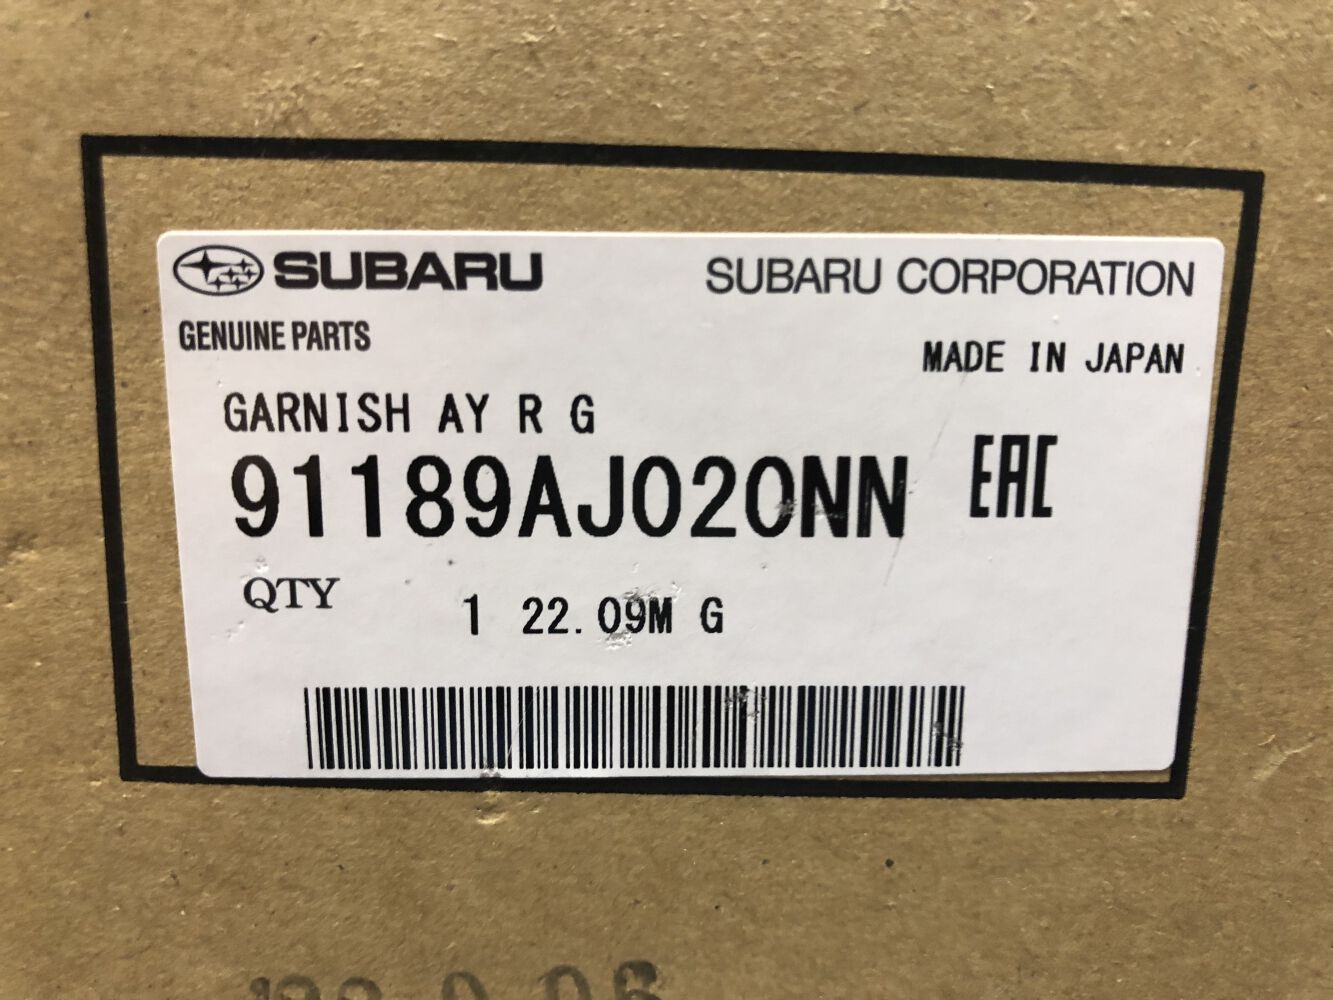 SUBARU
SUBARU CORPORATION
GENUINE PARTS
MADE IN JAPAN
GARNISH AY R G
91189AJ020NN
EAC
QTY
1 22.09M G